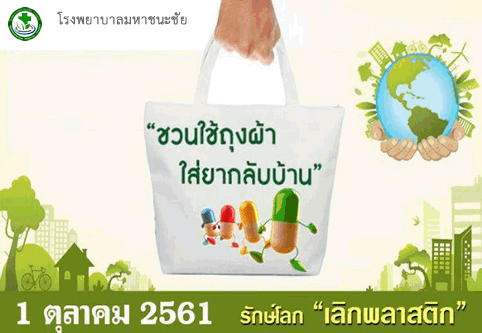 โรงพยาบาลมหาชนะชัย
“ชวนใช้ถุงผ้า
ใส่ยากลับบ้าน”
1 ตุลาคม 2561 รักษ์โลก “เลิกพลาสติก”